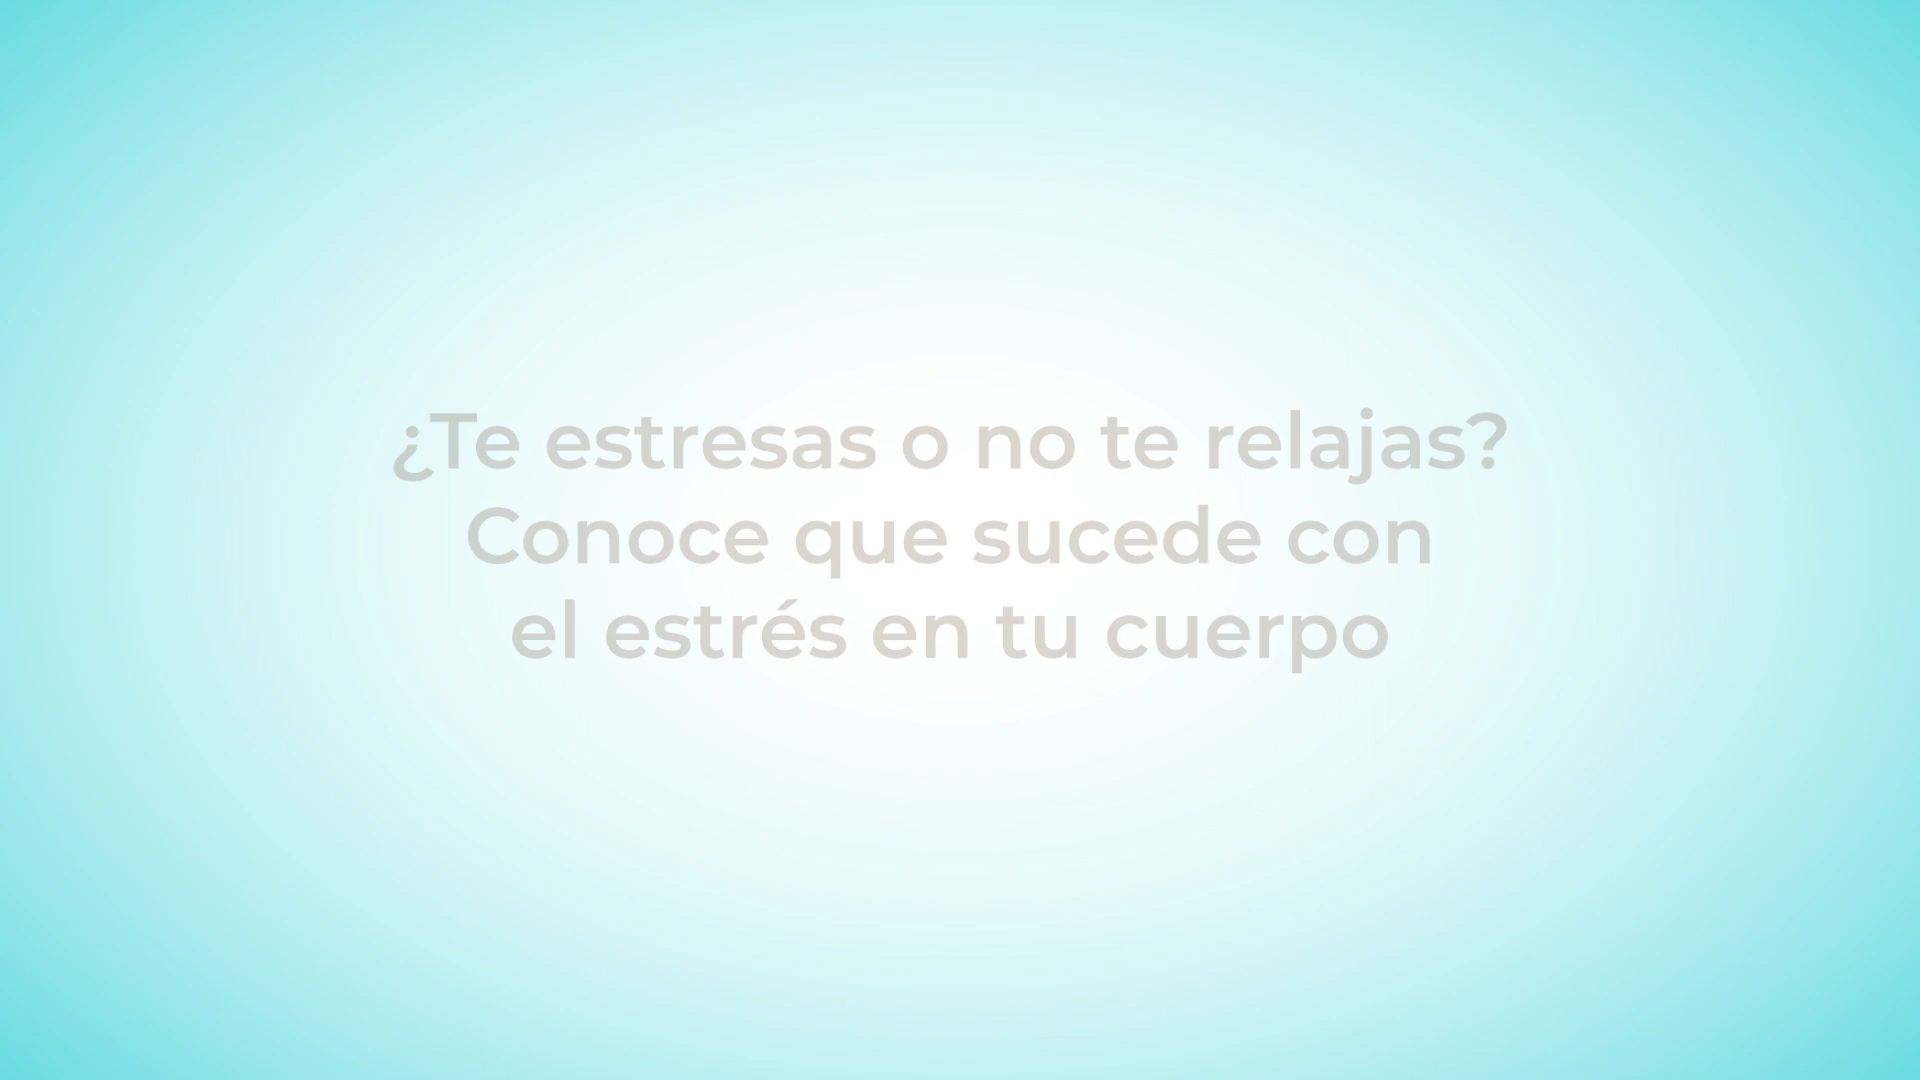 ¿Te estresas o no te relajas?
Conoce que sucede con
el estrés en tu cuerpo